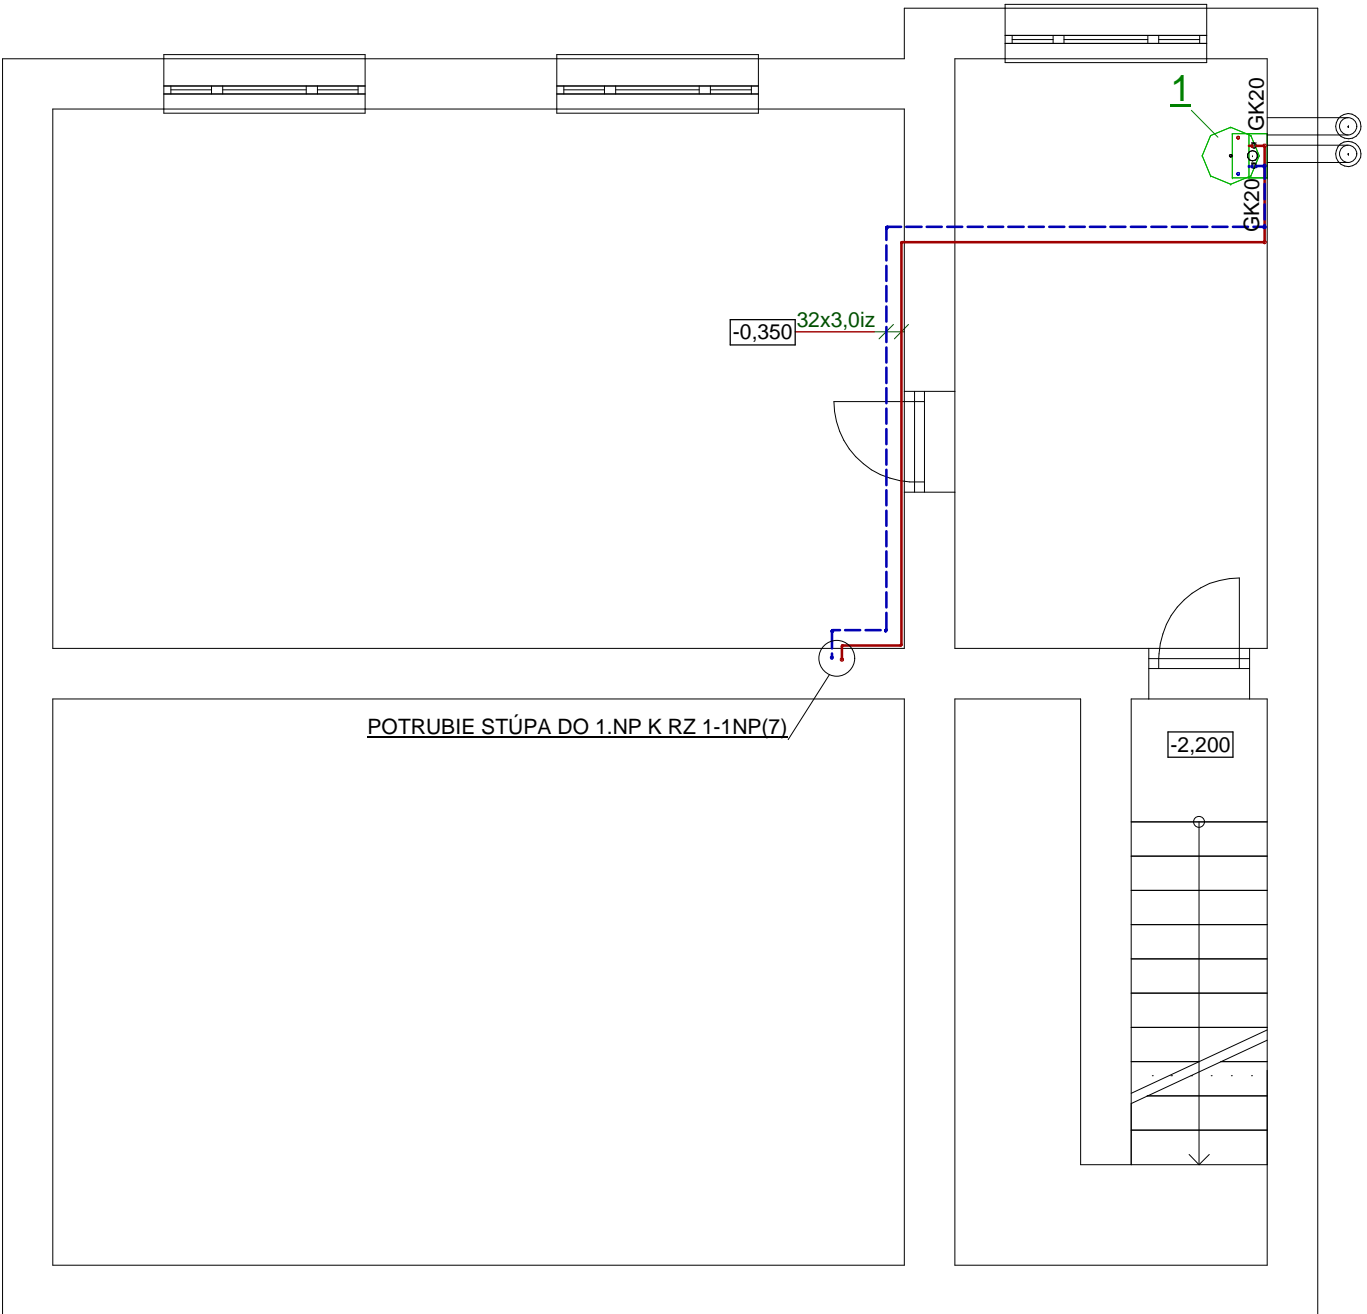 1
GK20
GK20
32x3,0iz
-0,350
POTRUBIE STÚPA DO 1.NP K RZ 1-1NP(7)
-2,200